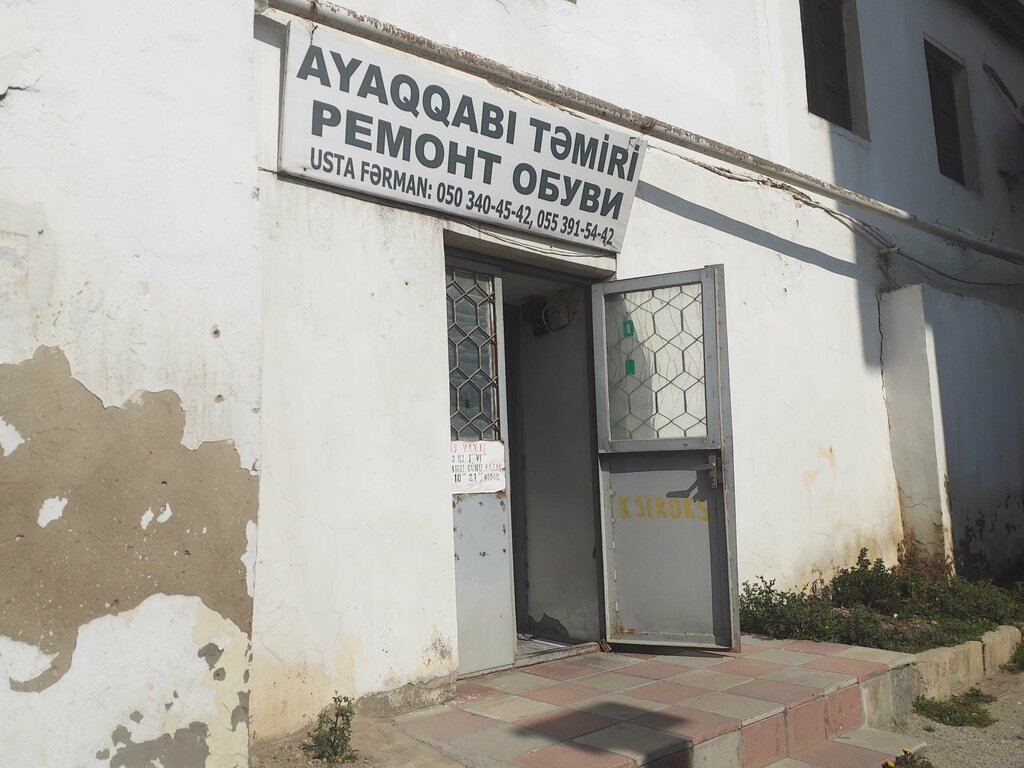 AYAQQABI TƏMİRİ
РЕМОНТ ОБУВИ
USTA FƏRMAN: 050 340-45-42, 055 391-54-42
KSEROKS